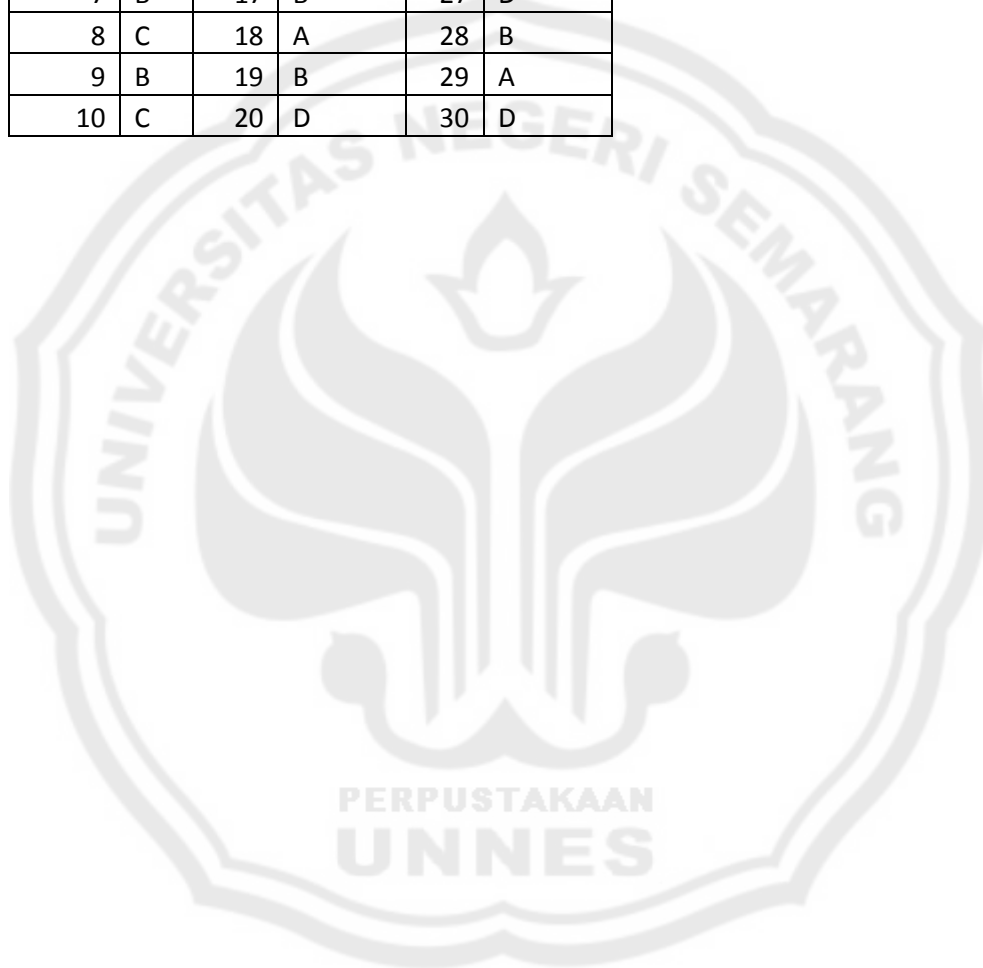 8 C 18 A 28 B
9 B 19 B 29 A
10 C 20 D 30 D
UNIVERSITAS NEGERI SEMARANG
PERPUSTAKAAN
UNNES